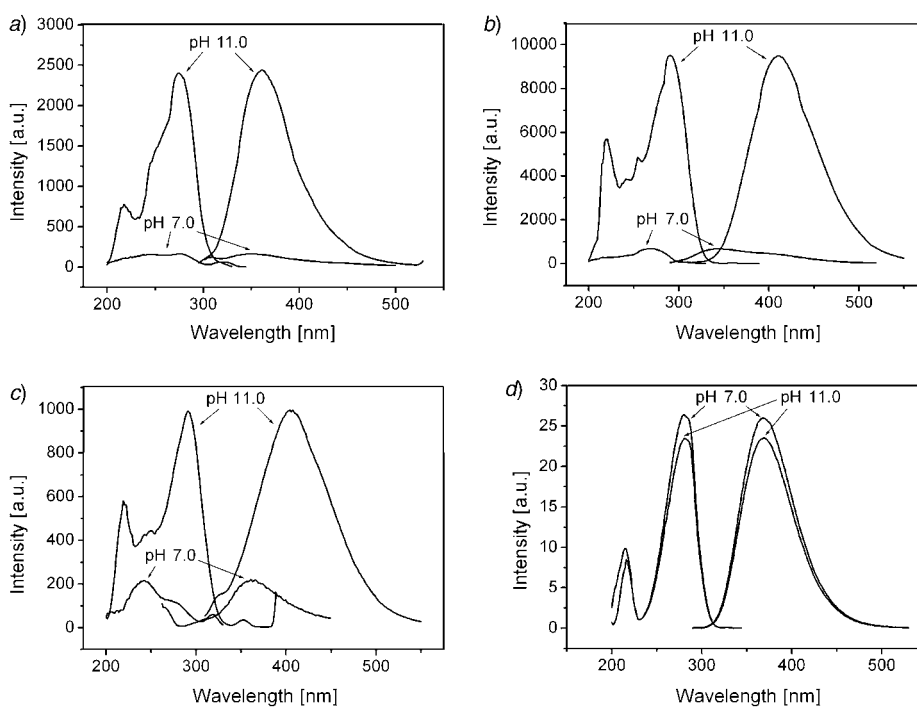 a)
3000
2500
2000
1500
1000
500
0
Intensity [a.u.]
pH 11.0
pH 7.0
200 300 400 500
Wavelength [nm]
b)
10000
8000
6000
4000
2000
0
Intensity [a.u.]
pH 11.0
pH 7.0
200 300 400 500
Wavelength [nm]
c)
1000
800
600
400
200
0
Intensity [a.u.]
pH 11.0
pH 7.0
200 300 400 500
Wavelength [nm]
d)
30
25
20
15
10
5
0
Intensity [a.u.]
pH 7.0 pH 11.0
200 300 400 500
Wavelength [nm]